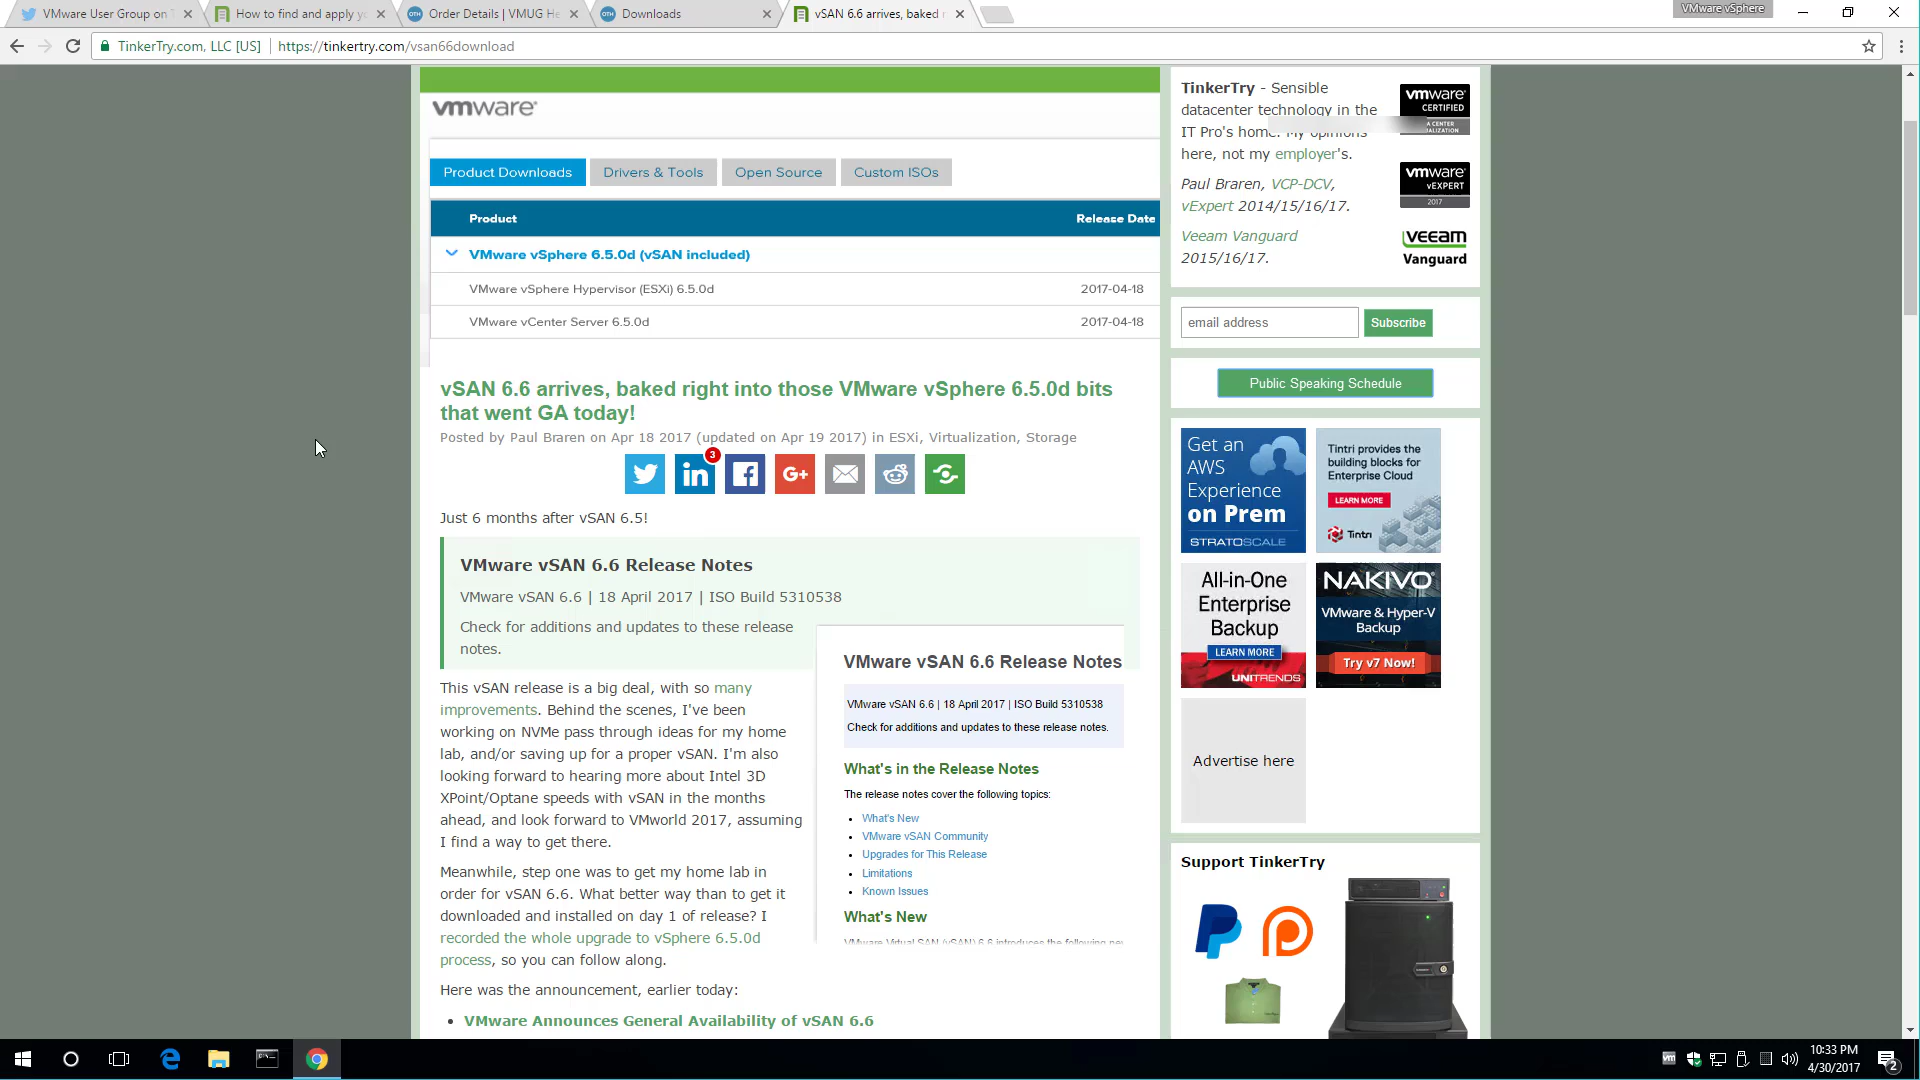 VMware User Group on
How to find and apply y
Order Details | VMUG He
Downloads
vSAN 6.6 arrives, baked r
VMware vSphere
TinkerTry.com, LLC [US]
https://tinkertry.com/vsan66download
vmware
Product Downloads
Drivers & Tools
Open Source
Custom ISOs
Product
Release Date
VMware vSphere 6.5.0d (vSAN included)
VMware vSphere Hypervisor (ESXi) 6.5.0d
2017-04-18
VMware vCenter Server 6.5.0d
2017-04-18
vSAN 6.6 arrives, baked right into those VMware vSphere 6.5.0d bits
that went GA today!
Posted by Paul Braren on Apr 18 2017 (updated on Apr 19 2017) in ESXi, Virtualization, Storage
3
Just 6 months after vSAN 6.5!
VMware vSAN 6.6 Release Notes
VMware vSAN 6.6 | 18 April 2017 | ISO Build 5310538
Check for additions and updates to these release
notes.
This vSAN release is a big deal, with so many
improvements. Behind the scenes, I've been
working on NVMe pass through ideas for my home
lab, and/or saving up for a proper vSAN. I'm also
looking forward to hearing more about Intel 3D
XPoint/Optane speeds with vSAN in the months
ahead, and look forward to VMworld 2017, assuming
I find a way to get there.
Meanwhile, step one was to get my home lab in
order for vSAN 6.6. What better way than to get it
downloaded and installed on day 1 of release? I
recorded the whole upgrade to vSphere 6.5.0d
process, so you can follow along.
Here was the announcement, earlier today:
VMware Announces General Availability of vSAN 6.6
VMware vSAN 6.6 Release Notes
VMware vSAN 6.6 | 18 April 2017 | ISO Build 5310538
Check for additions and updates to these release notes.
What's in the Release Notes
The release notes cover the following topics:
What's New
VMware vSAN Community
Upgrades for This Release
Limitations
Known Issues
What's New
VMware Virtual SAN (vSAN) 6.6 introduces the following ne
TinkerTry - Sensible
datacenter technology in the
IT Pro's home. My opinions
here, not my employer's.
Paul Braren, VCP-DCV,
vExpert 2014/15/16/17.
Veeam Vanguard
2015/16/17.
vmware
CERTIFIED
A CENTER
ALIZATION
vmware
vEXPERT
2017
veeam
Vanguard
email address
Subscribe
Public Speaking Schedule
Get an
AWS
Experience
on Prem
STRATOSCALE
Tintri provides the
building blocks for
Enterprise Cloud
LEARN MORE
Tintri
All-in-One
Enterprise
Backup
LEARN MORE
UNITRENDS
NAKIVO
VMware & Hyper-V
Backup
Try v7 Now!
Advertise here
Support TinkerTry
vm
10:33 PM
4/30/2017
2